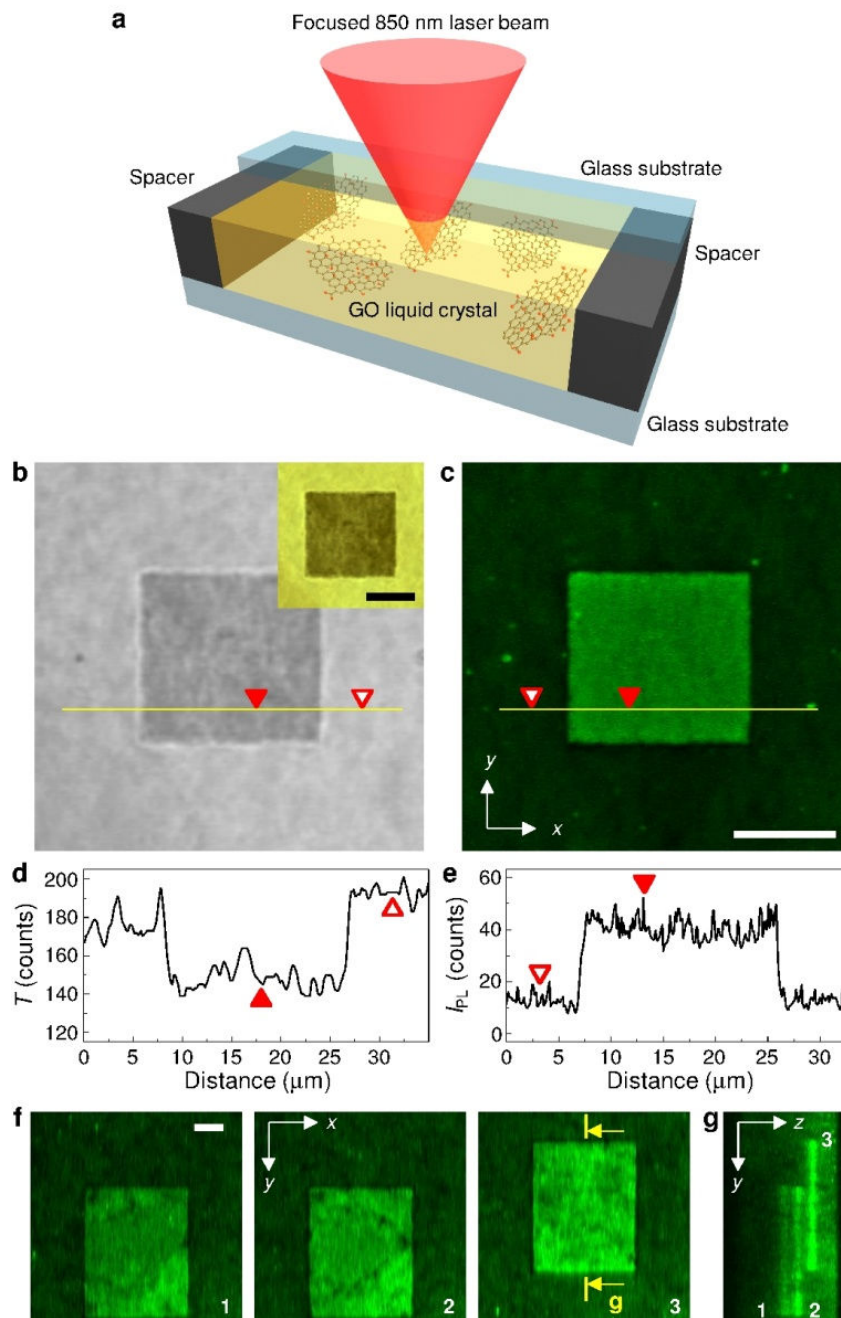 a
Focused 850 nm laser beam
Spacer
Glass substrate
Spacer
GO liquid crystal
Glass substrate
b
c
y
x
d
200
180
160
140
120
T (counts)
0 5 10 15 20 25 30
Distance (μm)
e
60
40
20
0
I_PL (counts)
0 5 10 15 20 25 30
Distance (μm)
f
1
x
y
2
g
3
g
z
y
3
1
2